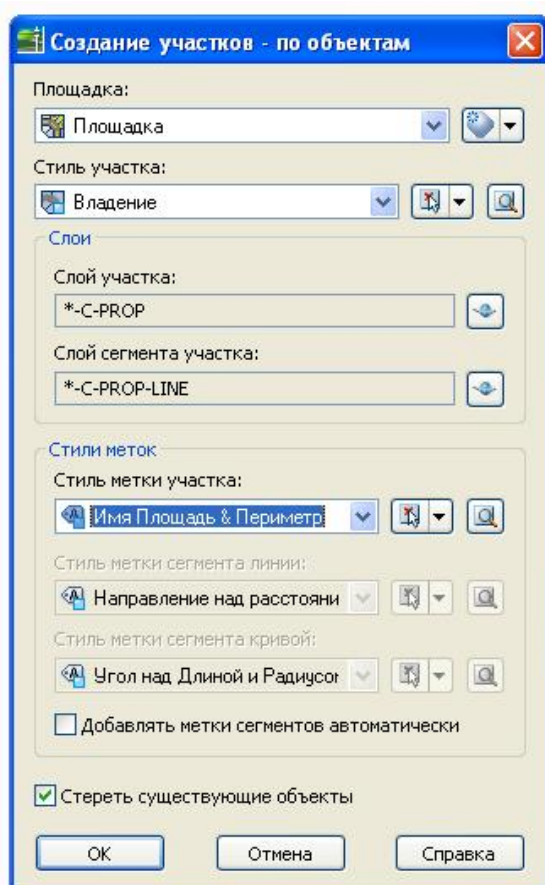 Создание участков - по объектам
Площадка:
Площадка
Стиль участка:
Владение
Слои
Слой участка:
*-C-PROP
Слой сегмента участка:
*-C-PROP-LINE
Стили меток
Стиль метки участка:
Имя Площадь & Периметр
Стиль метки сегмента линии:
Направление над расстояни
Стиль метки сегмента кривой:
Угол над Длиной и Радиусом
Добавлять метки сегментов автоматически
Стереть существующие объекты
ОК Отмена Справка